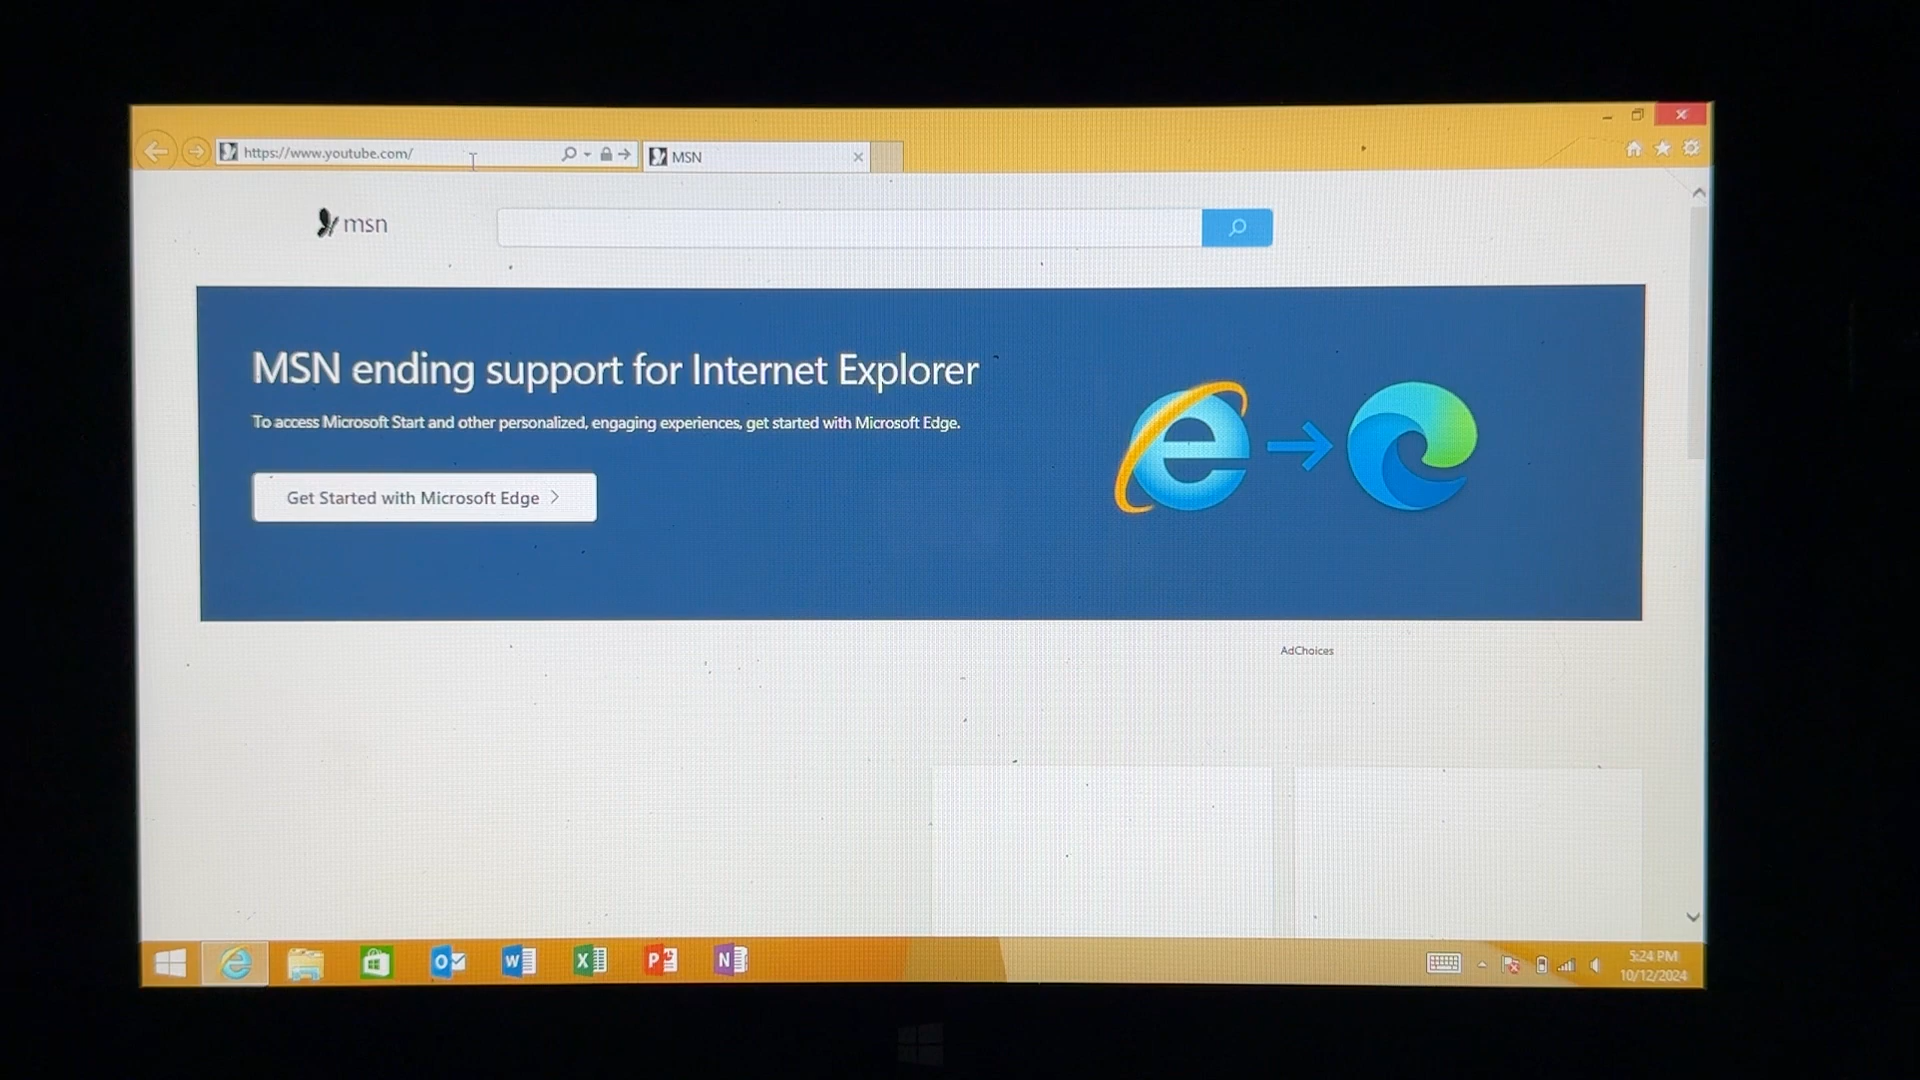 https://www.youtube.com/
MSN
msn
MSN ending support for Internet Explorer
To access Microsoft Start and other personalized, engaging experiences, get started with Microsoft Edge.
Get Started with Microsoft Edge
AdChoices
5:24 PM
10/12/2024